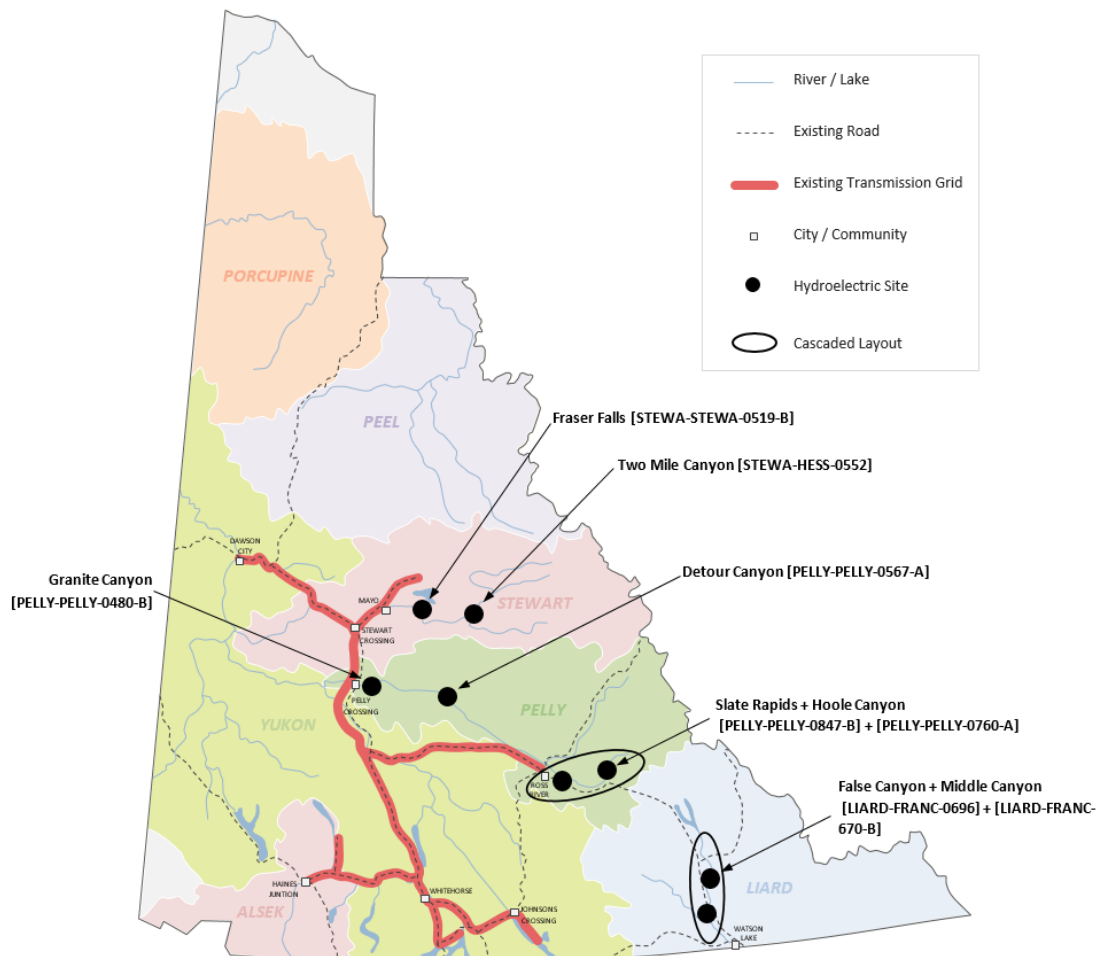 River / Lake
Existing Road
Existing Transmission Grid
City / Community
Hydroelectric Site
Cascaded Layout
PORCUPINE
PEEL
Fraser Falls [STEWA-STEWA-0519-B]
Two Mile Canyon [STEWA-HESS-0552]
DAWSON
CITY
Detour Canyon [PELLY-PELLY-0567-A]
Granite Canyon
[PELLY-PELLY-0480-B]
MAYO
STEWART
STEWART
CROSSING
PELLY
CROSSING
YUKON
PELLY
Slate Rapids + Hoole Canyon
[PELLY-PELLY-0847-B] + [PELLY-PELLY-0760-A]
ROSS
RIVER
False Canyon + Middle Canyon
[LIARD-FRANC-0696] + [LIARD-FRANC-
670-B]
HAINES
JUNTION
WHITEHORSE
LIARD
ALSEK
JOHNSONS
CROSSING
WATSON
LAKE